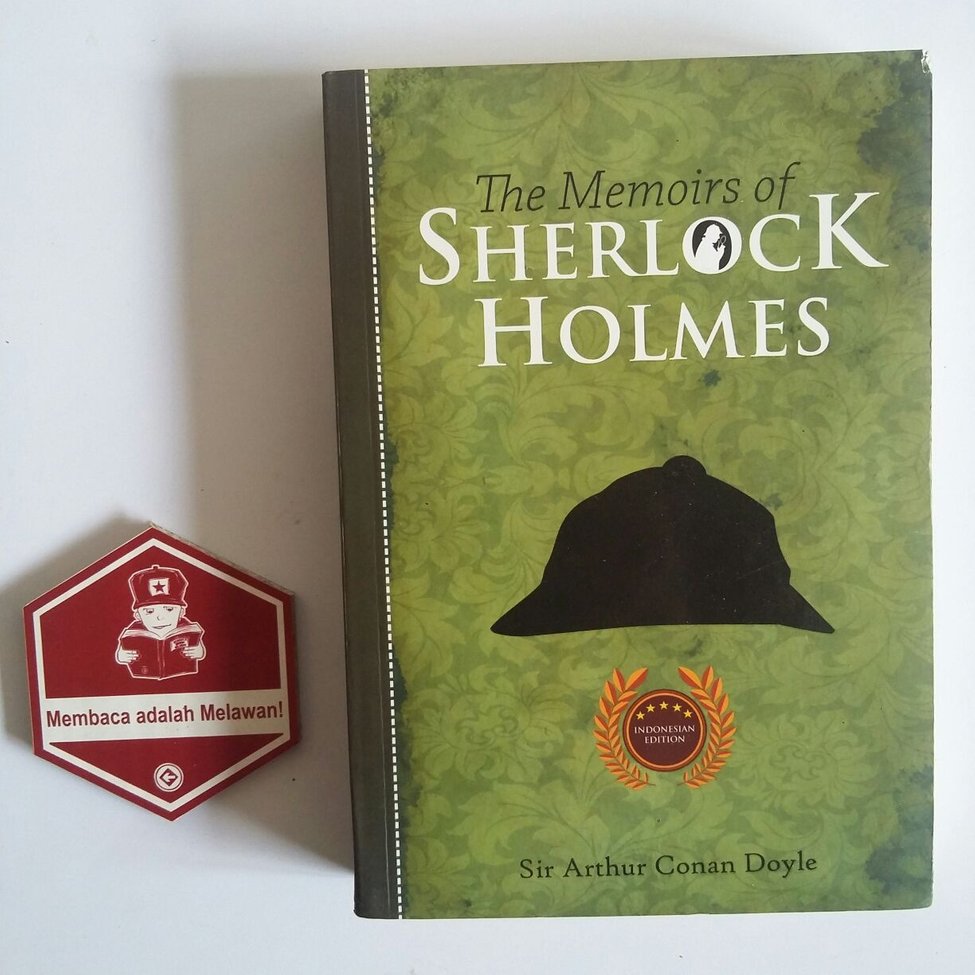 The Memoirs of
SHERLOCK
HOLMES
INDONESIAN
EDITION
Sir Arthur Conan Doyle
Membaca adalah Melawan!